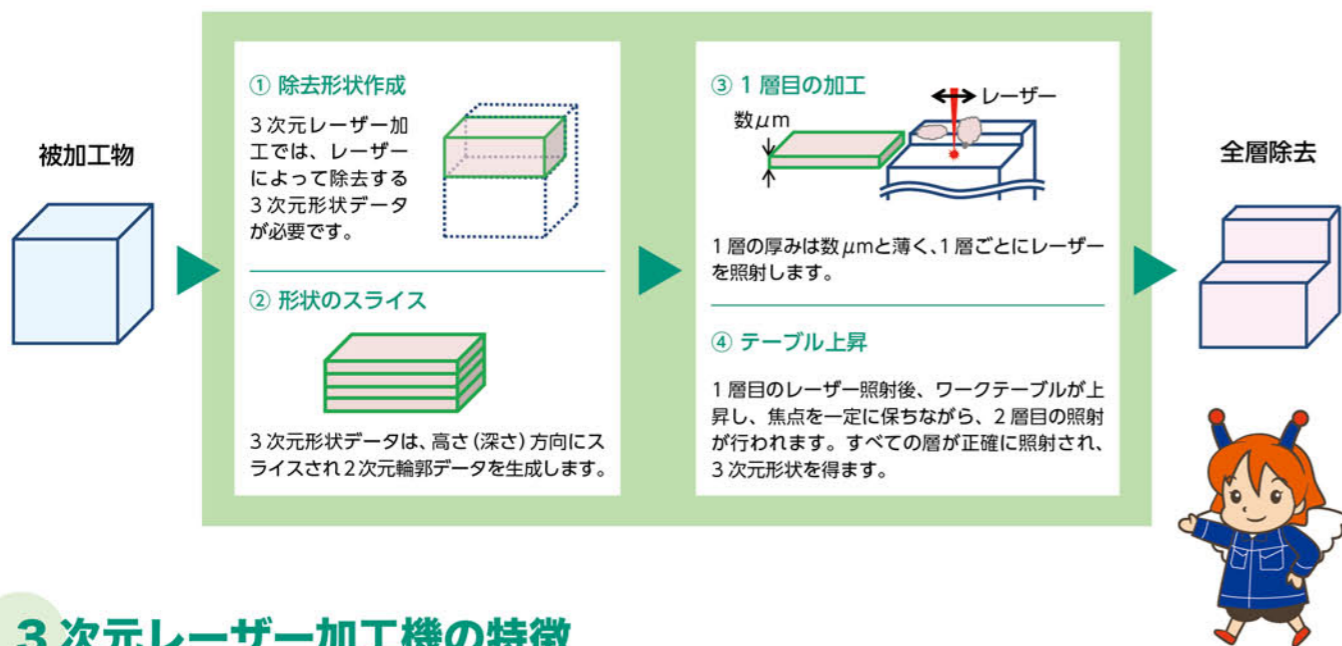 被加工物
① 除去形状作成
3次元レーザー加
工では、レーザー
によって除去する
3次元形状データ
が必要です。
② 形状のスライス
3次元形状データは、高さ(深さ)方向にス
ライスされ2次元輪郭データを生成します。
③ 1層目の加工
レーザー
数μm
1層の厚みは数μmと薄く、1層ごとにレーザー
を照射します。
④ テーブル上昇
1層目のレーザー照射後、ワークテーブルが上
昇し、焦点を一定に保ちながら、2層目の照射
が行われます。すべての層が正確に照射され、
3次元形状を得ます。
全層除去
3次元レーザー加工機の特徴